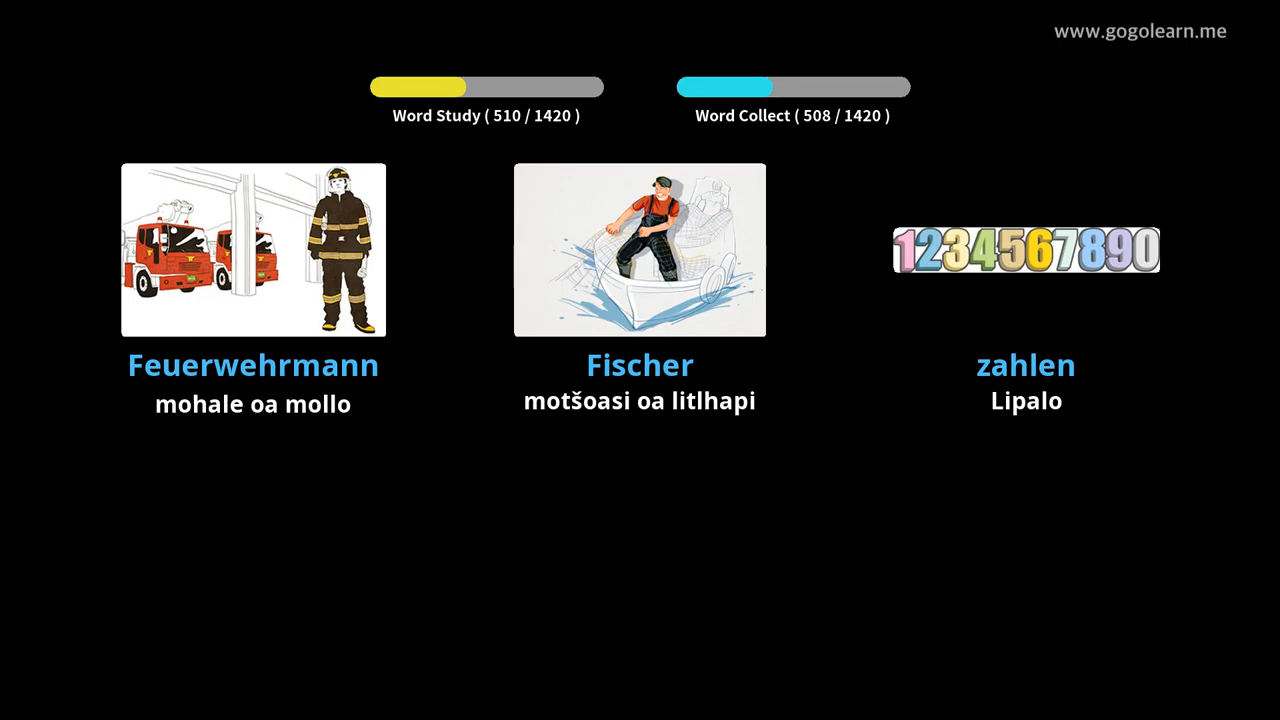 www.gogolearn.me
Word Study ( 510 / 1420 )
Word Collect ( 508 / 1420 )
1234567890
Feuerwehrmann
mohale oa mollo
Fischer
motšoasi oa litlhapi
zahlen
Lipalo